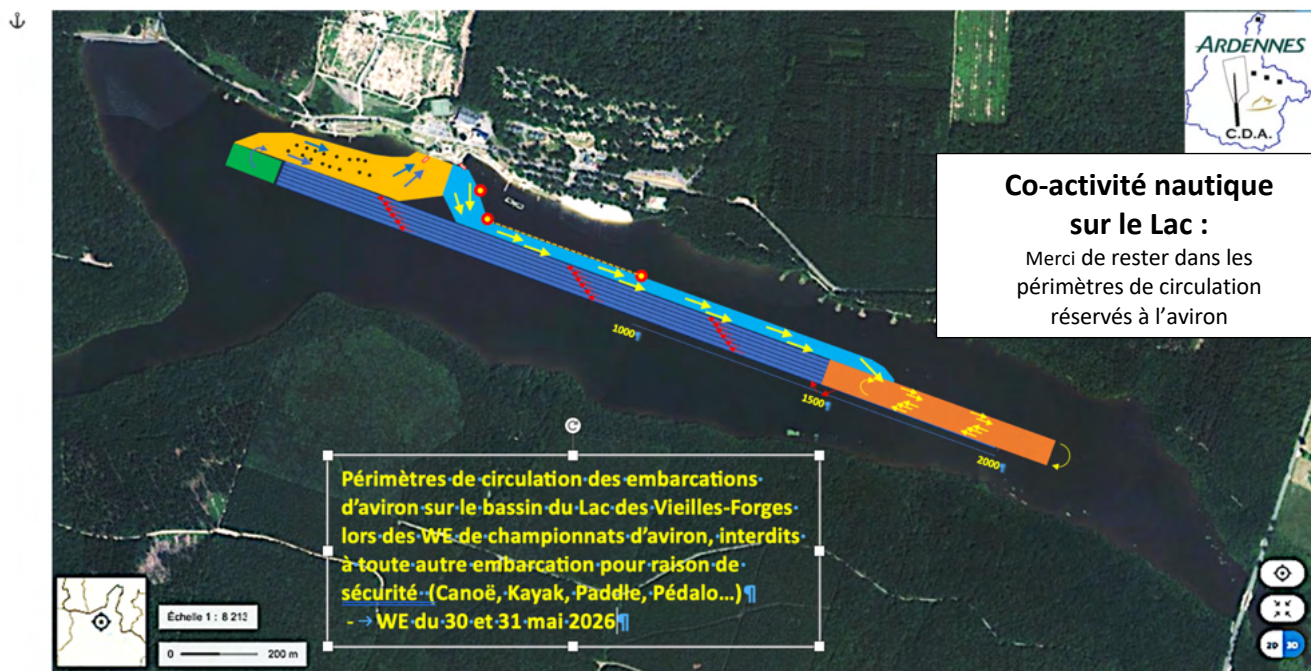 ARDENNES
C.D.A.
Co-activité nautique
sur le Lac :
Merci de rester dans les
périmètres de circulation
réservés à l’aviron
1000¶
1500¶
2000¶
Périmètres de circulation des embarcations
d’aviron sur le bassin du Lac des Vieilles-Forges
lors des WE de championnats d’aviron, interdits
à toute autre embarcation pour raison de
sécurité (Canoë, Kayak, Paddle, Pédalo...)¶
- → WE du 30 et 31 mai 2026¶
Échelle 1 : 8 213
0 200 m
2D 3D